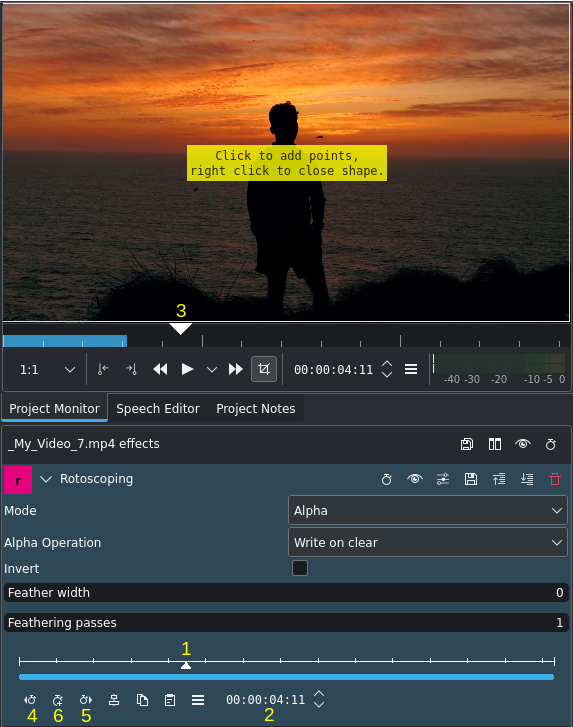 Click to add points,
right click to close shape.
3
1:1
00:00:04:11
-40 -30 -20 -10 -5 0
Project Monitor Speech Editor Project Notes
_My_Video_7.mp4 effects
r Rotoscoping
Mode Alpha
Alpha Operation Write on clear
Invert
Feather width 0
Feathering passes 1
1
00:00:04:11
4 6 5 2